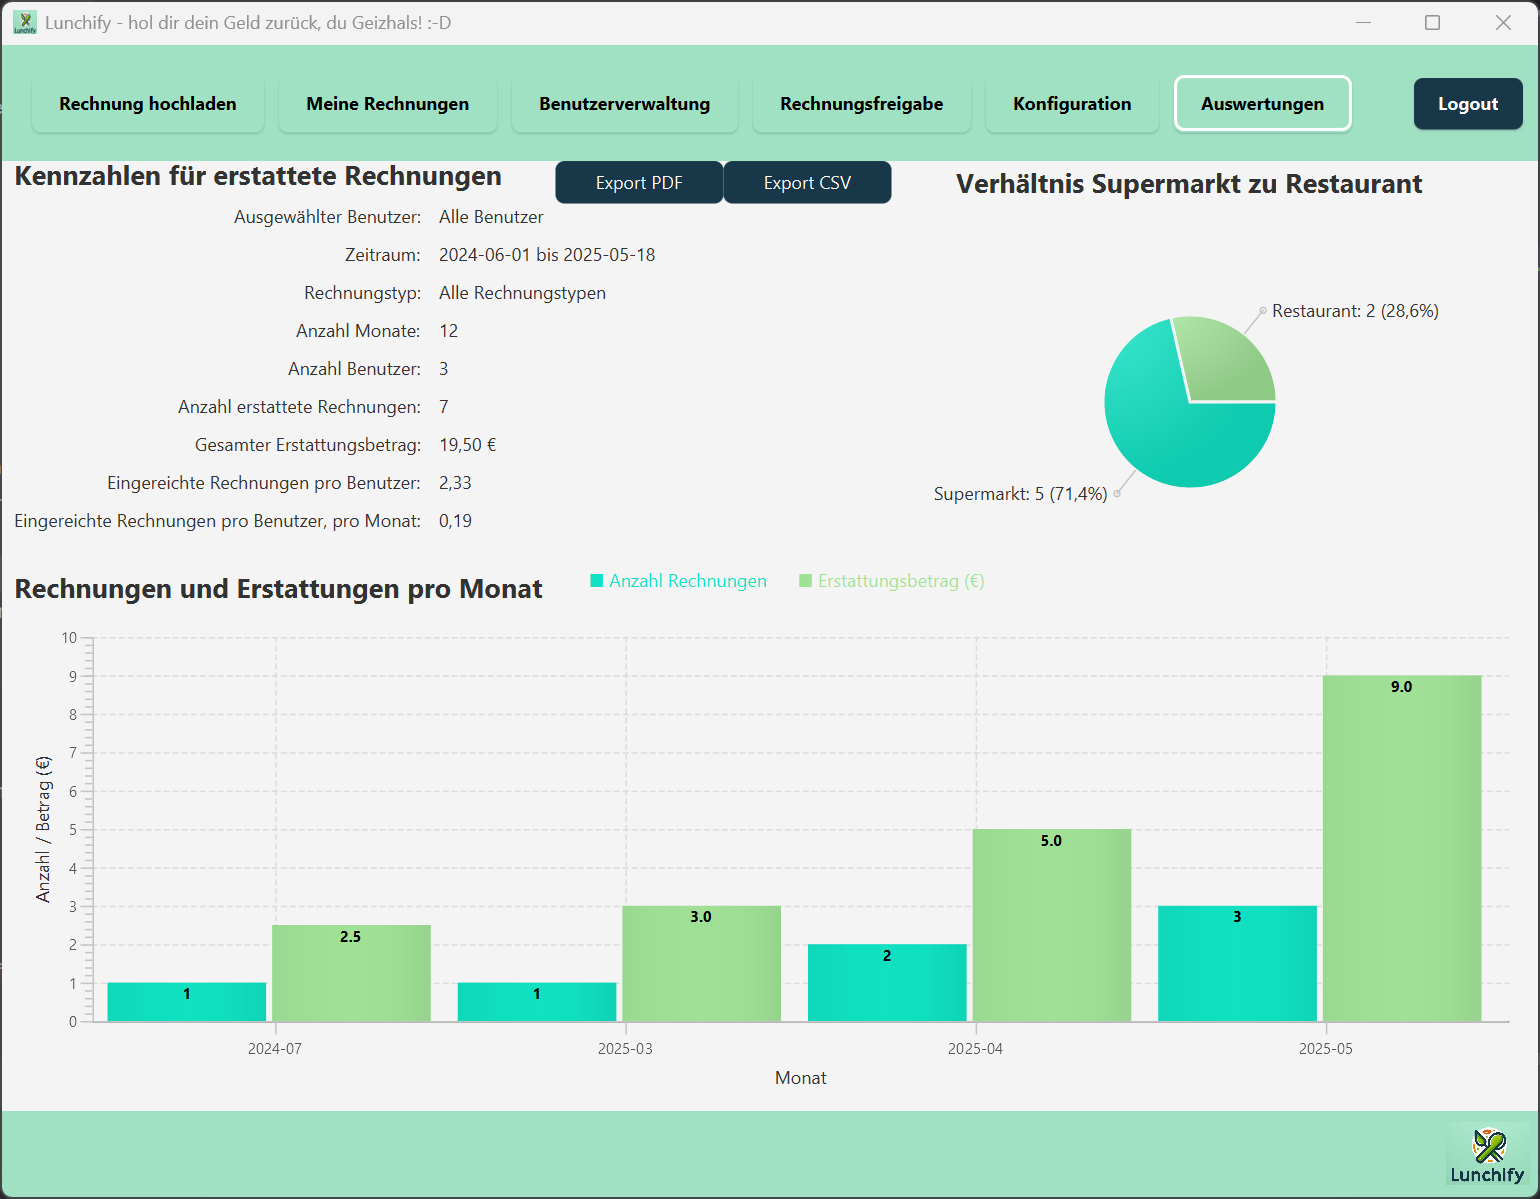 Lunchify - hol dir dein Geld zurück, du Geizhals! :-D
Rechnung hochladen
Meine Rechnungen
Benutzerverwaltung
Rechnungsfreigabe
Konfiguration
Auswertungen
Logout
Kennzahlen für erstattete Rechnungen
Export PDF
Export CSV
Ausgewählter Benutzer: Alle Benutzer
Zeitraum: 2024-06-01 bis 2025-05-18
Rechnungstyp: Alle Rechnungstypen
Anzahl Monate: 12
Anzahl Benutzer: 3
Anzahl erstattete Rechnungen: 7
Gesamter Erstattungsbetrag: 19,50 €
Eingereichte Rechnungen pro Benutzer: 2,33
Eingereichte Rechnungen pro Benutzer, pro Monat: 0,19
Verhältnis Supermarkt zu Restaurant
Restaurant: 2 (28,6%)
Supermarkt: 5 (71,4%)
Rechnungen und Erstattungen pro Monat
Anzahl Rechnungen
Erstattungsbetrag (€)
Anzahl / Betrag (€)
10
9
8
7
6
5
4
3
2
1
0
1
2.5
1
3.0
2
5.0
3
9.0
2024-07
2025-03
2025-04
2025-05
Monat
Lunchify